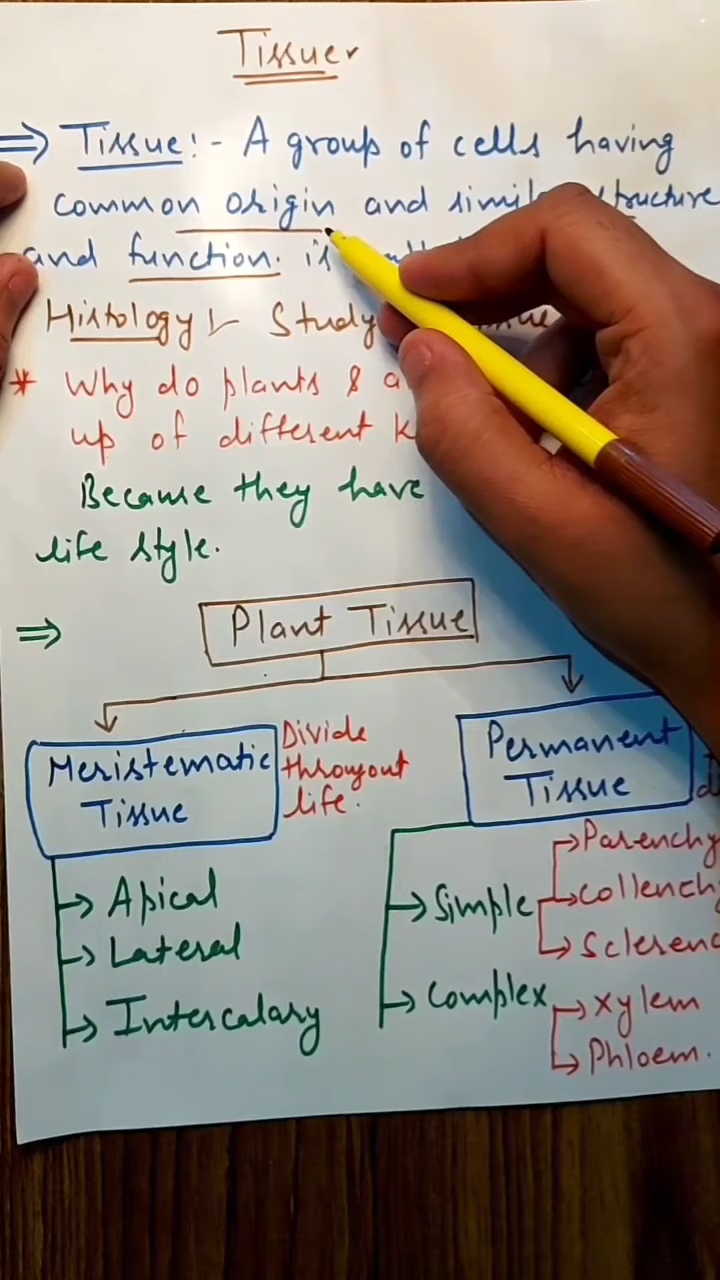 Tissue
⇒ Tissue:- A group of cells having
common origin and simil structure
and function is
Histology :- Study
* Why do plants & a
up of different k
Because they have
life style.
⇒ Plant Tissue
Meristematic
Tissue
Divide
througout
life.
Permanent
Tissue
→ Apical
→ Lateral
→ Intercalary
→ Simple
→ Parenchy
→ Collench
→ Sclerenc
→ Complex
→ Xylem
→ Phloem.